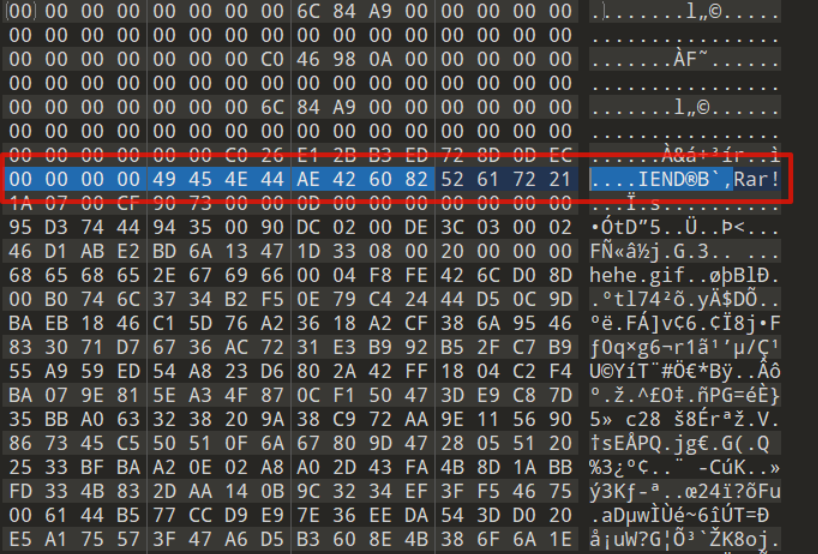 00 00 00 00 00 00 00 00 6C 84 A9 00 00 00 00 00 ........l„©.....
00 00 00 00 00 00 00 00 00 00 00 00 00 00 00 00 ................
00 00 00 00 00 00 00 C0 46 98 0A 00 00 00 00 00 .......ÀF˜......
00 00 00 00 00 00 00 00 00 00 00 00 00 00 00 00 ................
00 00 00 00 00 00 00 6C 84 A9 00 00 00 00 00 00 .......l„©......
00 00 00 00 00 00 00 00 00 00 00 00 00 00 00 00 ................
00 00 00 00 00 00 C0 26 E1 2B B3 ED 72 8D 0D EC ......À&á+³ír..ì
00 00 00 00 49 45 4E 44 AE 42 60 82 52 61 72 21 ....IEND®B`‚Rar!
1A 07 00 CF 90 73 00 00 0D 00 00 00 00 00 00 00 ...Ï.s..........
95 D3 74 44 94 35 00 90 DC 02 00 DE 3C 03 00 02 •ÓtD”5..Ü..Þ<...
46 D1 AB E2 BD 6A 13 47 1D 33 08 00 20 00 00 00 FÑ«â½j.G.3.. ...
68 65 68 65 2E 67 69 66 00 04 F8 FE 42 6C D0 8D hehe.gif..øþBlÐ.
00 B0 74 6C 37 34 B2 F5 0E 79 C4 24 44 D5 0C 9D .°tl74²õ.yÄ$DÕ..
BA EB 18 46 C1 5D 76 A2 36 18 A2 CF 38 6A 95 46 ºë.FÁ]v¢6.¢Ï8j•F
83 30 71 D7 67 36 AC 72 31 E3 B9 92 B5 2F C7 B9 ƒ0q×g6¬r1ã¹’µ/Ç¹
55 A9 59 ED 54 A8 23 D6 80 2A 42 FF 18 04 C2 F4 U©YíT¨#Ö€*Bÿ..Âô
BA 07 9E 81 5E A3 4F 87 0C F1 50 47 3D E9 C8 7D º.ž.^£O‡.ñPG=éÈ}
35 BB A0 63 32 38 20 9A 38 C9 72 AA 9E 11 56 90 5» c28 š8Érªž.V.
86 73 45 C5 50 51 0F 6A 67 80 9D 47 28 05 51 20 †sEÅPQ.jg€.G(.Q
25 33 BF BA A2 0E 02 A8 A0 2D 43 FA 4B 8D 1A BB %3¿º¢..¨ -CúK..»
FD 33 4B 83 2D AA 14 0B 9C 32 34 EF 3F F5 46 75 ý3Kƒ-ª..œ24ï?õFu
00 61 44 B5 77 CC D9 E9 7E 36 EE DA 54 3D D0 20 .aDµwÌÙé~6îÚT=Ð
E5 A1 75 57 3F 47 A6 D5 B3 60 8E 4B 38 6F 6A 1E å¡uW?G¦Õ³`ŽK8oj.